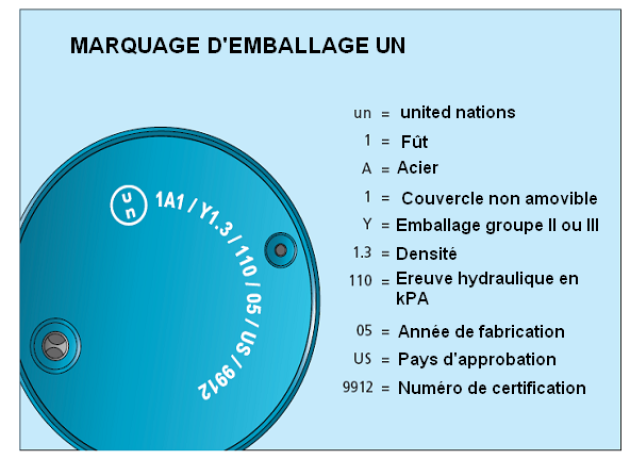 MARQUAGE D'EMBALLAGE UN
un = united nations
1 = Fût
A = Acier
1 = Couvercle non amovible
Y = Emballage groupe II ou III
1.3 = Densité
110 = Ereuve hydraulique en
kPA
05 = Année de fabrication
US = Pays d'approbation
9912 = Numéro de certification
un 1A1 / Y1.3 / 110 / 05 / US / 9912